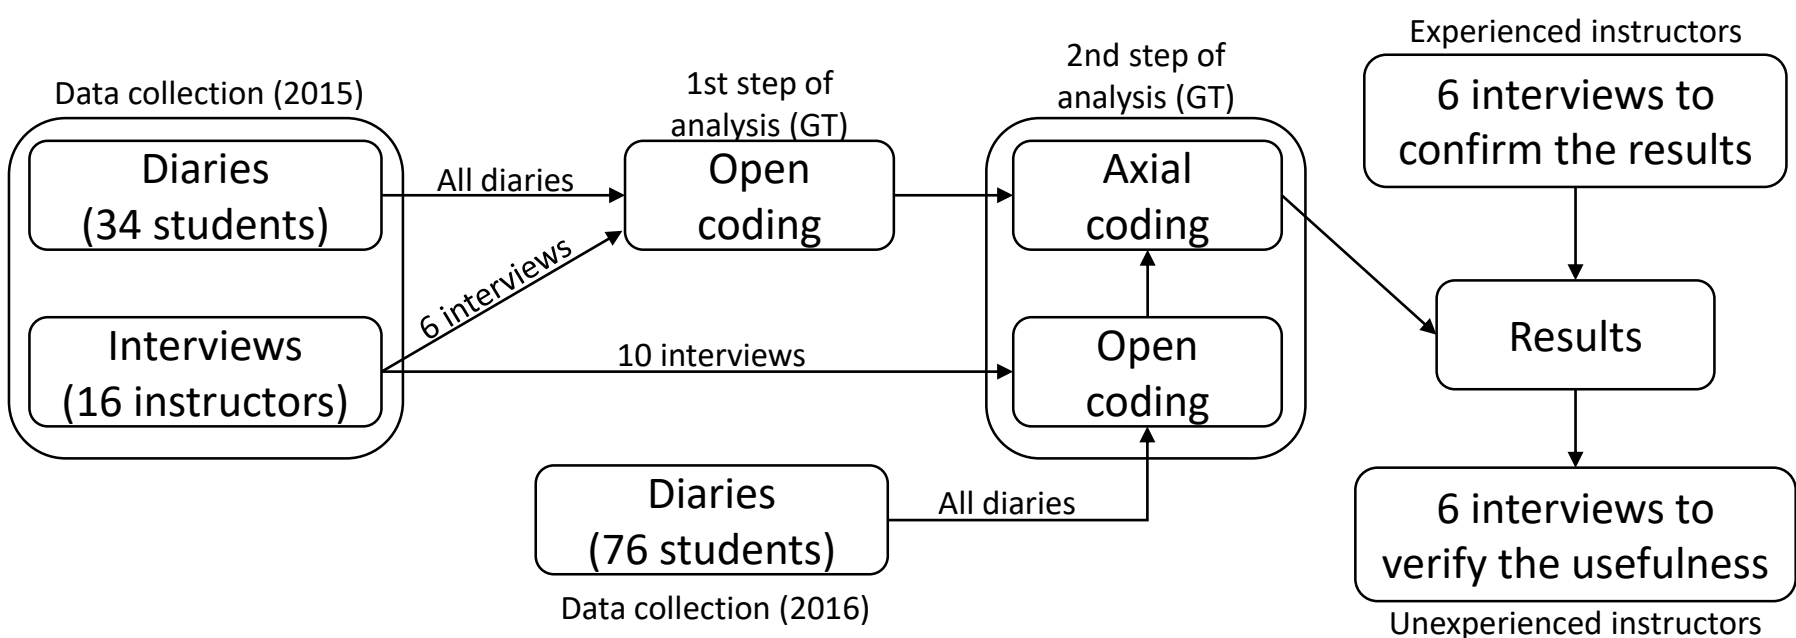 Data collection (2015)
Diaries
(34 students)
Interviews
(16 instructors)
All diaries
6 interviews
10 interviews
1st step of
analysis (GT)
Open
coding
Diaries
(76 students)
Data collection (2016)
All diaries
2nd step of
analysis (GT)
Axial
coding
Open
coding
Experienced instructors
6 interviews to
confirm the results
Results
6 interviews to
verify the usefulness
Unexperienced instructors